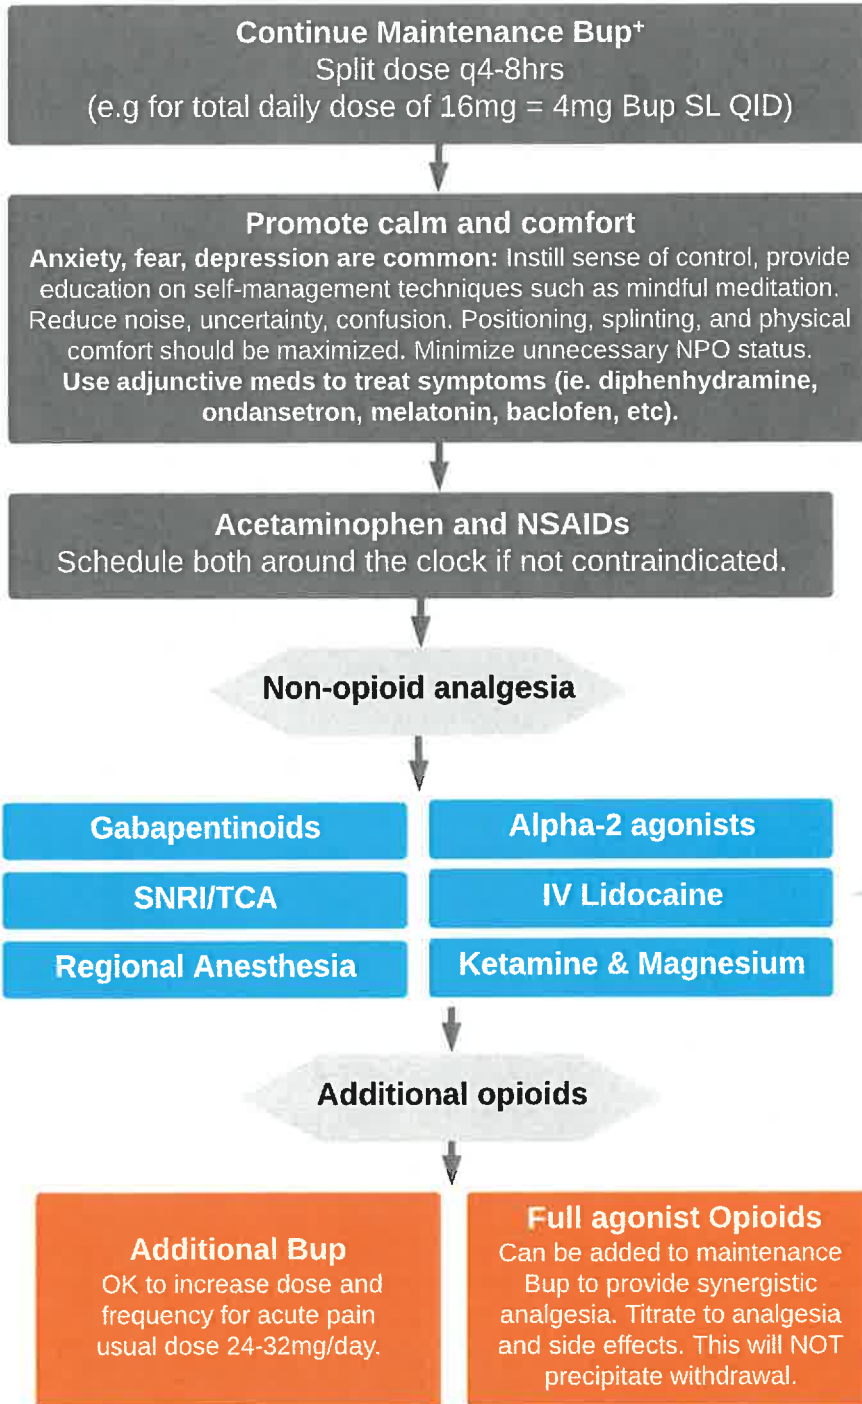 Continue Maintenance Bup⁺
Split dose q4-8hrs
(e.g for total daily dose of 16mg = 4mg Bup SL QID)
Promote calm and comfort
Anxiety, fear, depression are common: Instill sense of control, provide
education on self-management techniques such as mindful meditation.
Reduce noise, uncertainty, confusion. Positioning, splinting, and physical
comfort should be maximized. Minimize unnecessary NPO status.
Use adjunctive meds to treat symptoms (ie. diphenhydramine,
ondansetron, melatonin, baclofen, etc).
Acetaminophen and NSAIDs
Schedule both around the clock if not contraindicated.
Non-opioid analgesia
Gabapentinoids
Alpha-2 agonists
SNRI/TCA
IV Lidocaine
Regional Anesthesia
Ketamine & Magnesium
Additional opioids
Additional Bup
OK to increase dose and
frequency for acute pain
usual dose 24-32mg/day.
Full agonist Opioids
Can be added to maintenance
Bup to provide synergistic
analgesia. Titrate to analgesia
and side effects. This will NOT
precipitate withdrawal.